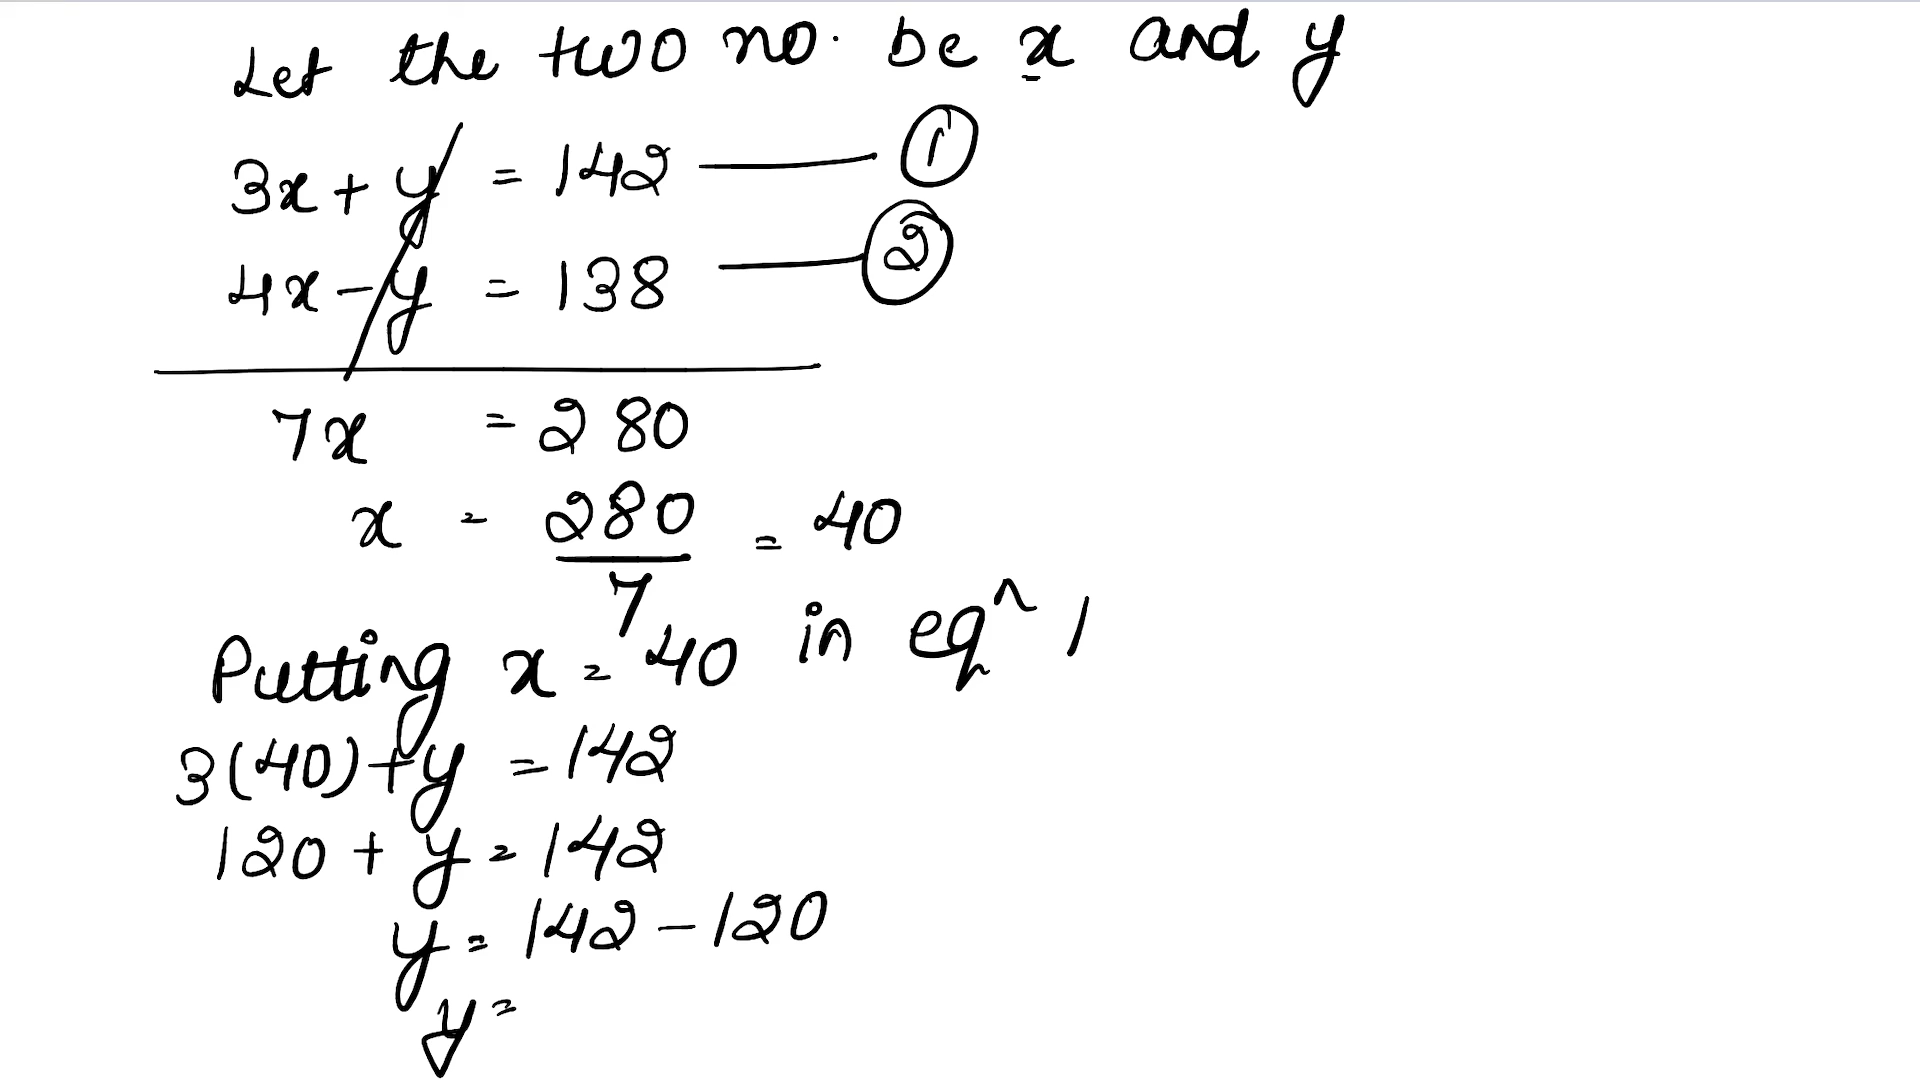 Let the two no. be x and y
3x + y = 142 ——— ①
4x - y = 138 ——— ②
7x = 280
x = 280/7 = 40
Putting x = 40 in eqⁿ 1
3(40) + y = 142
120 + y = 142
y = 142 - 120
y =